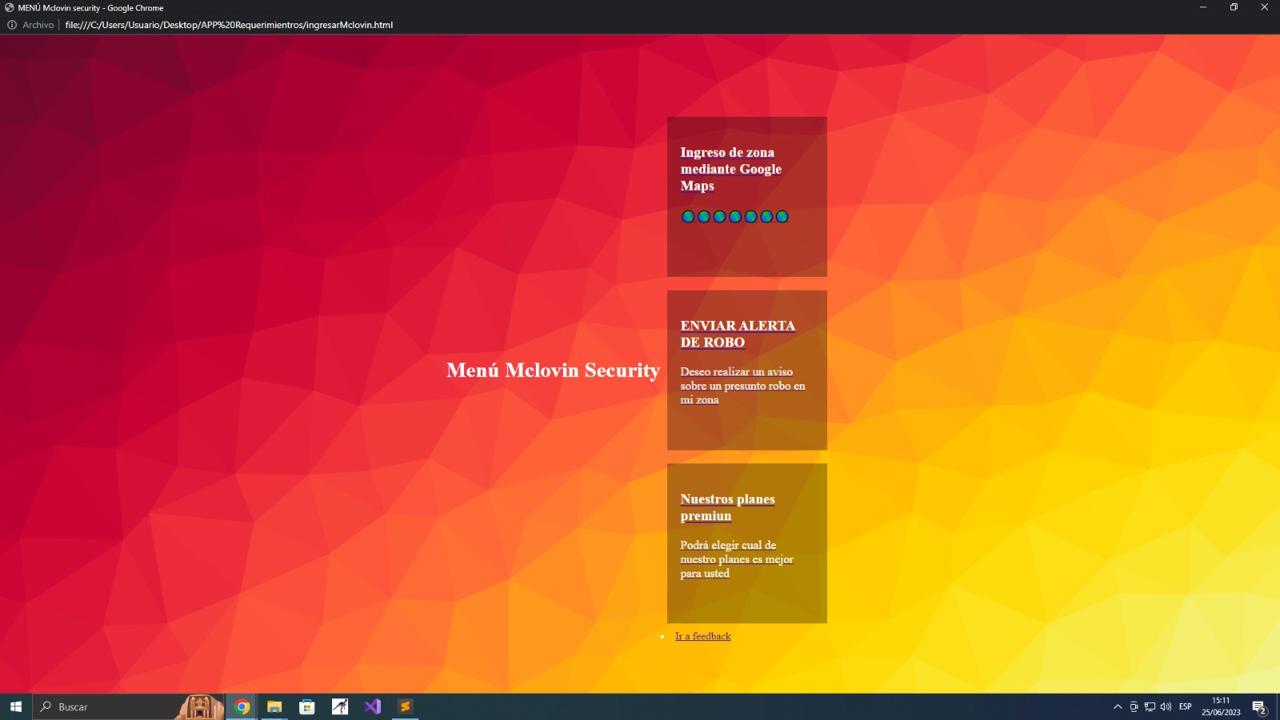 MENÚ Mclovin security - Google Chrome
Archivo
file:///C:/Users/Usuario/Desktop/APP%20Requerimientros/ingresarMclovin.html
Ingreso de zona
mediante Google
Maps
Menú Mclovin Security
ENVIAR ALERTA
DE ROBO
Deseo realizar un aviso
sobre un presunto robo en
mi zona
Nuestros planes
premiun
Podrá elegir cual de
nuestro planes es mejor
para usted
Ir a feedback
Buscar
ESP
15:11
25/06/2023
2